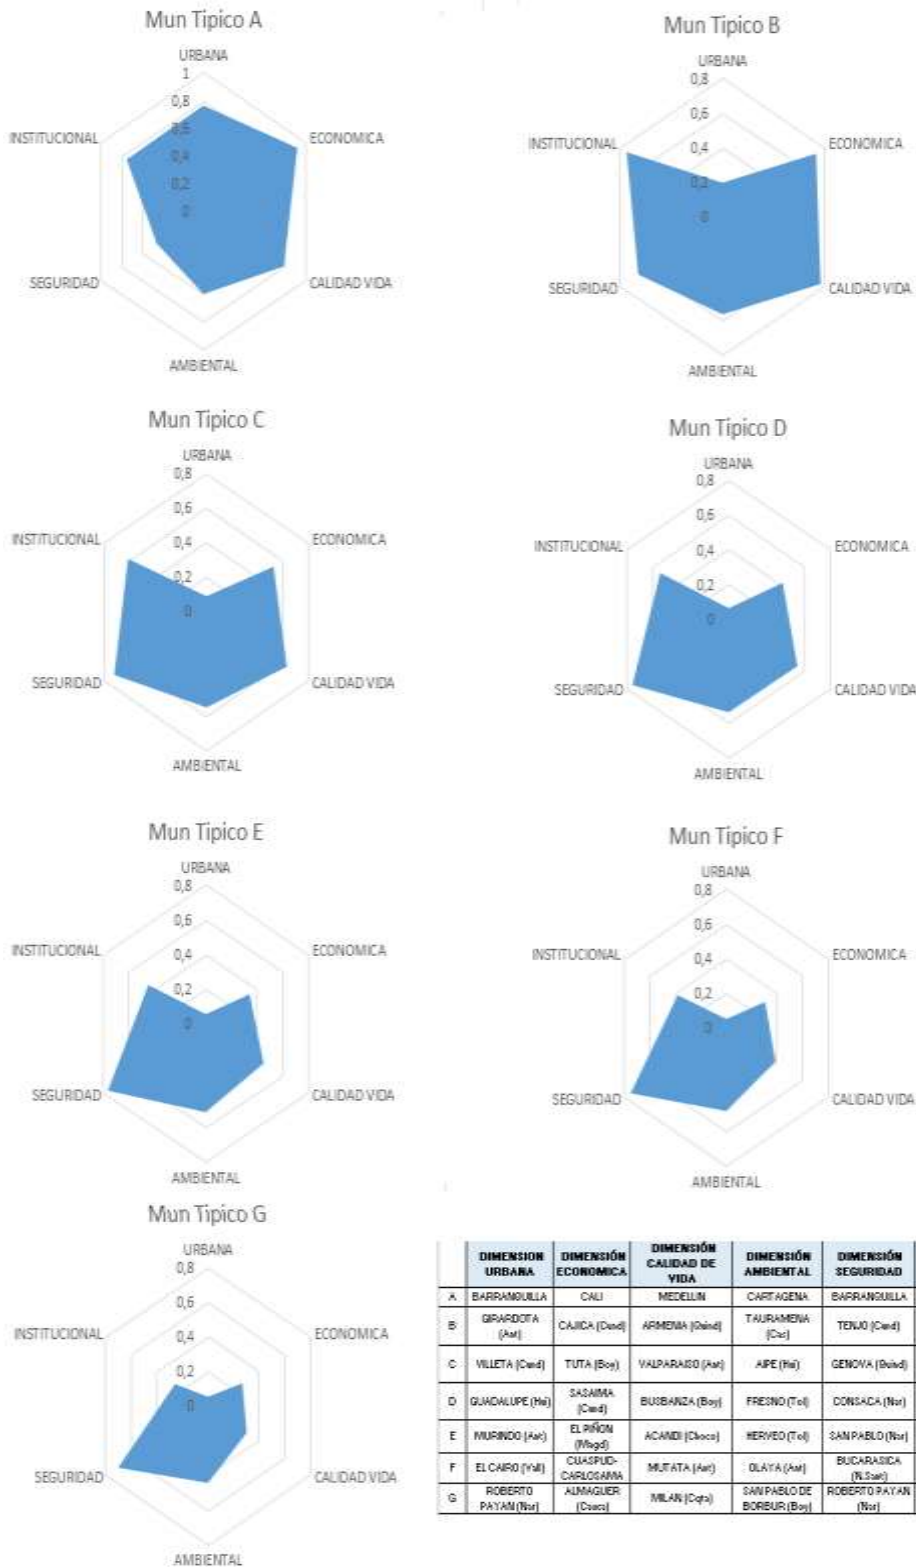 Mun Tipico A
URBANA
1
0,8
0,6
0,4
0,2
0
INSTITUCIONAL
ECONOMICA
SEGURIDAD
CALIDAD VIDA
AMBIENTAL
Mun Tipico B
URBANA
0,8
0,6
0,4
0,2
0
INSTITUCIONAL
ECONOMICA
SEGURIDAD
CALIDAD VIDA
AMBIENTAL
Mun Tipico C
URBANA
0,8
0,6
0,4
0,2
0
INSTITUCIONAL
ECONOMICA
SEGURIDAD
CALIDAD VIDA
AMBIENTAL
Mun Tipico D
URBANA
0,8
0,6
0,4
0,2
0
INSTITUCIONAL
ECONOMICA
SEGURIDAD
CALIDAD VIDA
AMBIENTAL
Mun Tipico E
URBANA
0,8
0,6
0,4
0,2
0
INSTITUCIONAL
ECONOMICA
SEGURIDAD
CALIDAD VIDA
AMBIENTAL
Mun Tipico F
URBANA
0,8
0,6
0,4
0,2
0
INSTITUCIONAL
ECONOMICA
SEGURIDAD
CALIDAD VIDA
AMBIENTAL
Mun Tipico G
URBANA
0,8
0,6
0,4
0,2
0
INSTITUCIONAL
ECONOMICA
SEGURIDAD
CALIDAD VIDA
AMBIENTAL
DIMENSION URBANA DIMENSIÓN ECONOMICA DIMENSIÓN CALIDAD DE VIDA DIMENSIÓN AMBIENTAL DIMENSIÓN SEGURIDAD
A BARRANQUILLA CALI MEDELLIN CARTAGENA BARRANQUILLA
B GIRARDOTA (Ant) CAJICA (Cund) ARMENIA (Quind) TAURAMENA (Cas) TENJO (Cund)
C VILLETA (Cund) TUTA (Boy) VALPARAISO (Ant) AIPE (Hui) GENOVA (Quind)
D GUADALUPE (Hui) SASAIMA (Cund) BUSBANZA (Boy) FRESNO (Tol) CONSACA (Nar)
E MURINDO (Ant) EL PIÑON (Magd) ACANDI (Choco) HERVEO (Tol) SAN PABLO (Nar)
F EL CAIRO (Vall) CUASPUD-CARLOSAMA MUTATA (Ant) OLAYA (Ant) BUCARASICA (N.Sant)
G ROBERTO PAYAN (Nar) ALMAGUER (Cauca) MILAN (Cqta) SAN PABLO DE BORBUR (Boy) ROBERTO PAYAN (Nar)